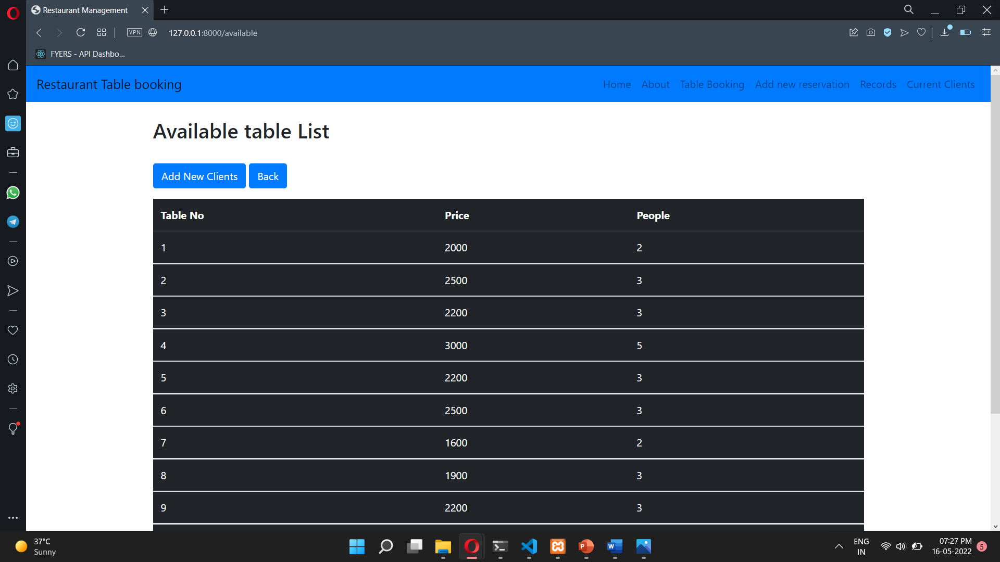 Restaurant Management
VPN 127.0.0.1:8000/available
FYERS - API Dashbo...
Restaurant Table booking Home About Table Booking Add new reservation Records Current Clients
Available table List
Add New Clients Back
Table No Price People
1 2000 2
2 2500 3
3 2200 3
4 3000 5
5 2200 3
6 2500 3
7 1600 2
8 1900 3
9 2200 3
37°C
Sunny
P
W
ENG
IN
07:27 PM
16-05-2022
5